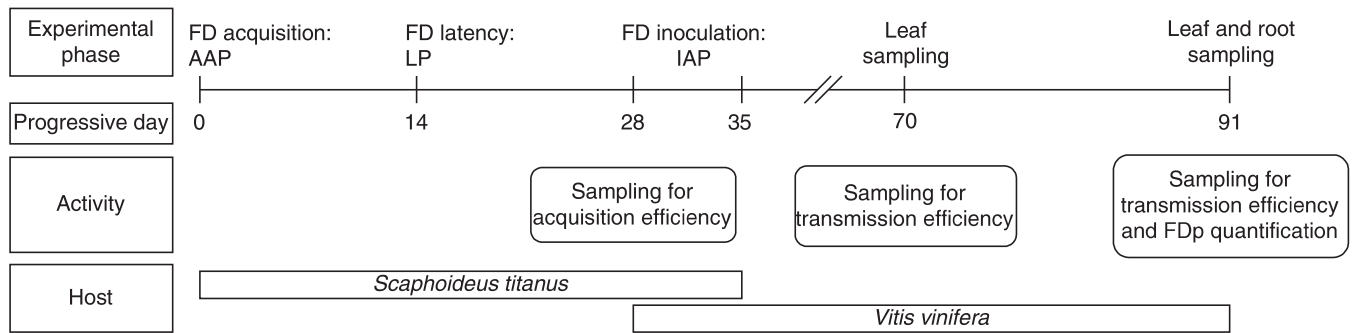 Experimental
phase
FD acquisition:
AAP
FD latency:
LP
FD inoculation:
IAP
Leaf
sampling
Leaf and root
sampling
Progressive day
0
14
28
35
70
91
Activity
Sampling for
acquisition efficiency
Sampling for
transmission efficiency
Sampling for
transmission efficiency
and FDp quantification
Host
Scaphoideus titanus
Vitis vinifera